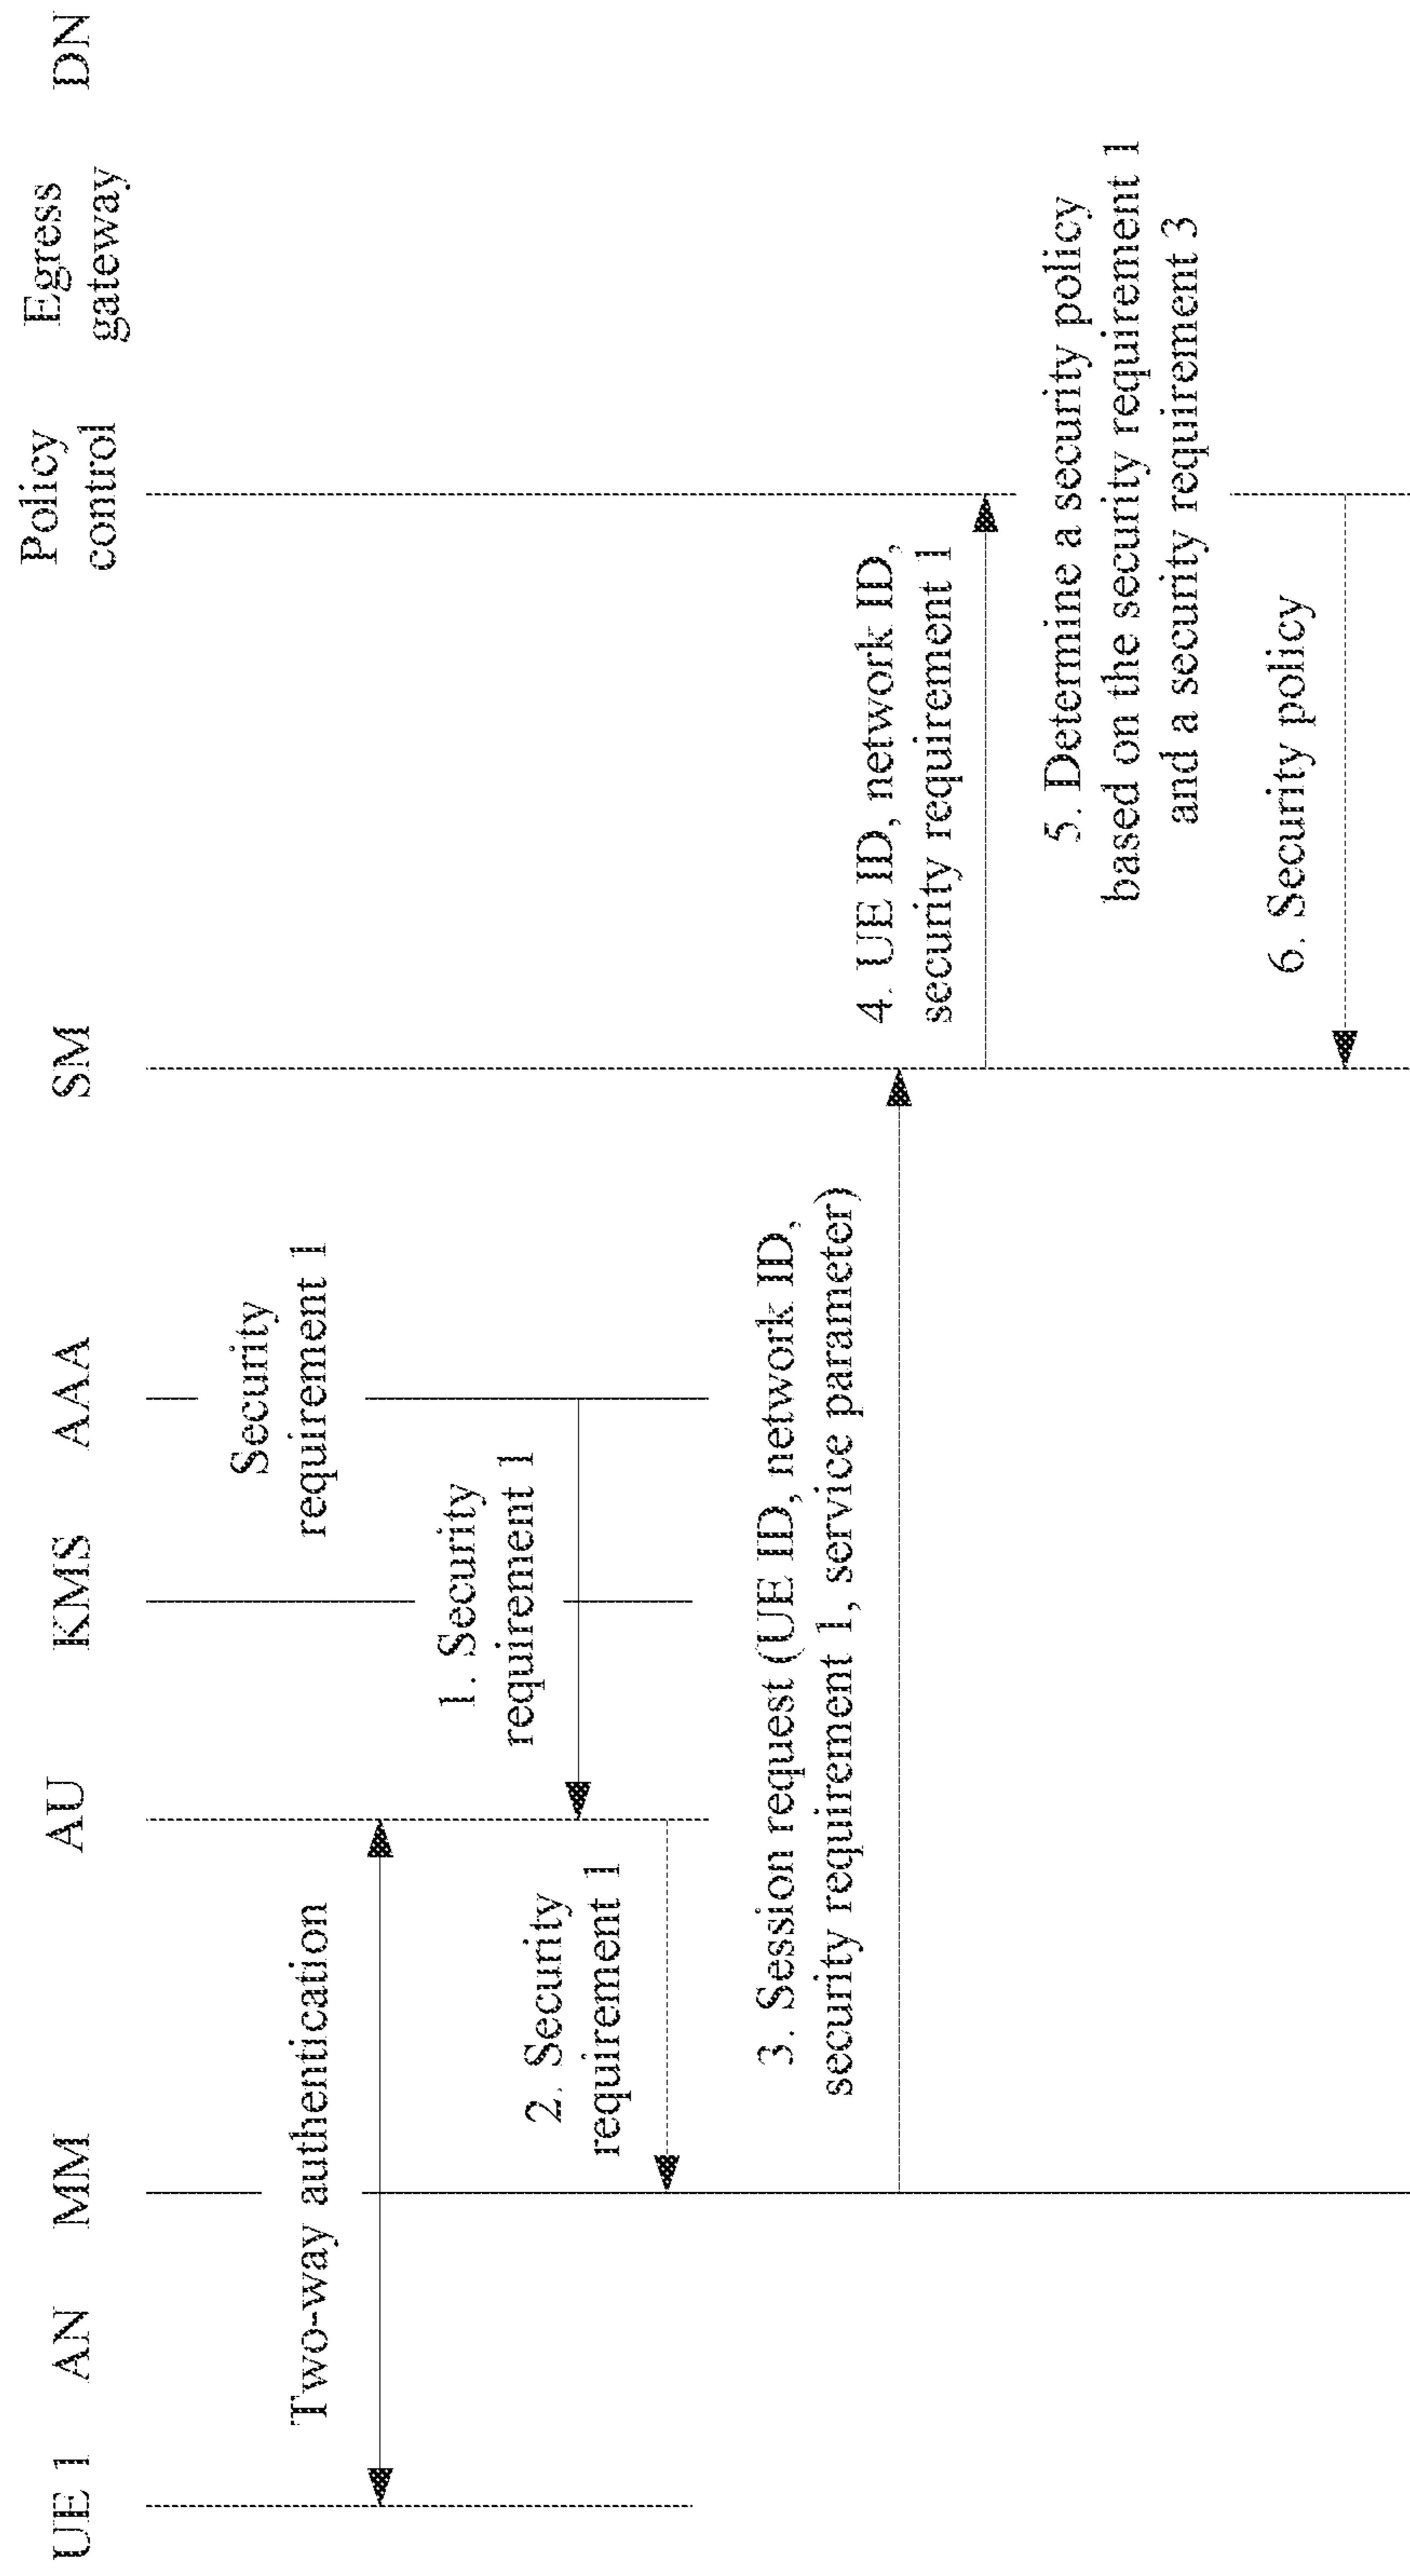 UE 1
AN
MM
AU
KMS
AAA
SM
Policy
control
Egress
gateway
DN
Two-way authentication
Security
requirement 1
1. Security
requirement 1
2. Security
requirement 1
3. Session request (UE ID, network ID,
security requirement 1, service parameter)
4. UE ID, network ID,
security requirement 1
5. Determine a security policy
based on the security requirement 1
and a security requirement 3
6. Security policy